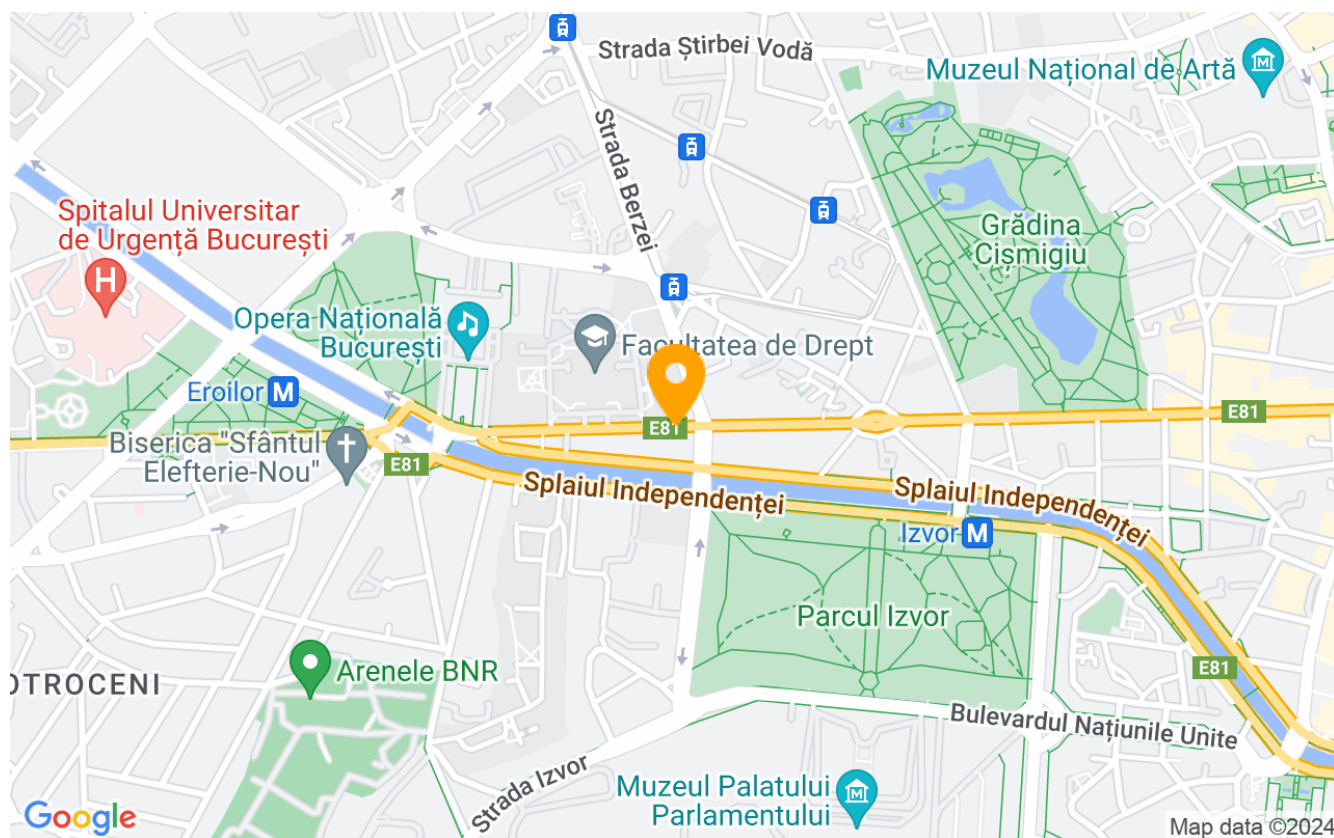 Strada Știrbei Vodă
Muzeul Național de Artă
M
Strada Berzei
Spitalul Universitar
de Urgență București
H
Grădina
Cișmigiu
Opera Națională
București
Facultatea de Drept
Eroilor M
E81
E81
Biserica "Sfântul
Elefterie-Nou"
E81
Splaiul Independenței
Splaiul Independenței
Izvor M
Parcul Izvor
Arenele BNR
OTROCENI
E81
Bulevardul Națiunile Unite
Strada Izvor
Muzeul Palatului
Parlamentului
M
Google
Map data ©2024